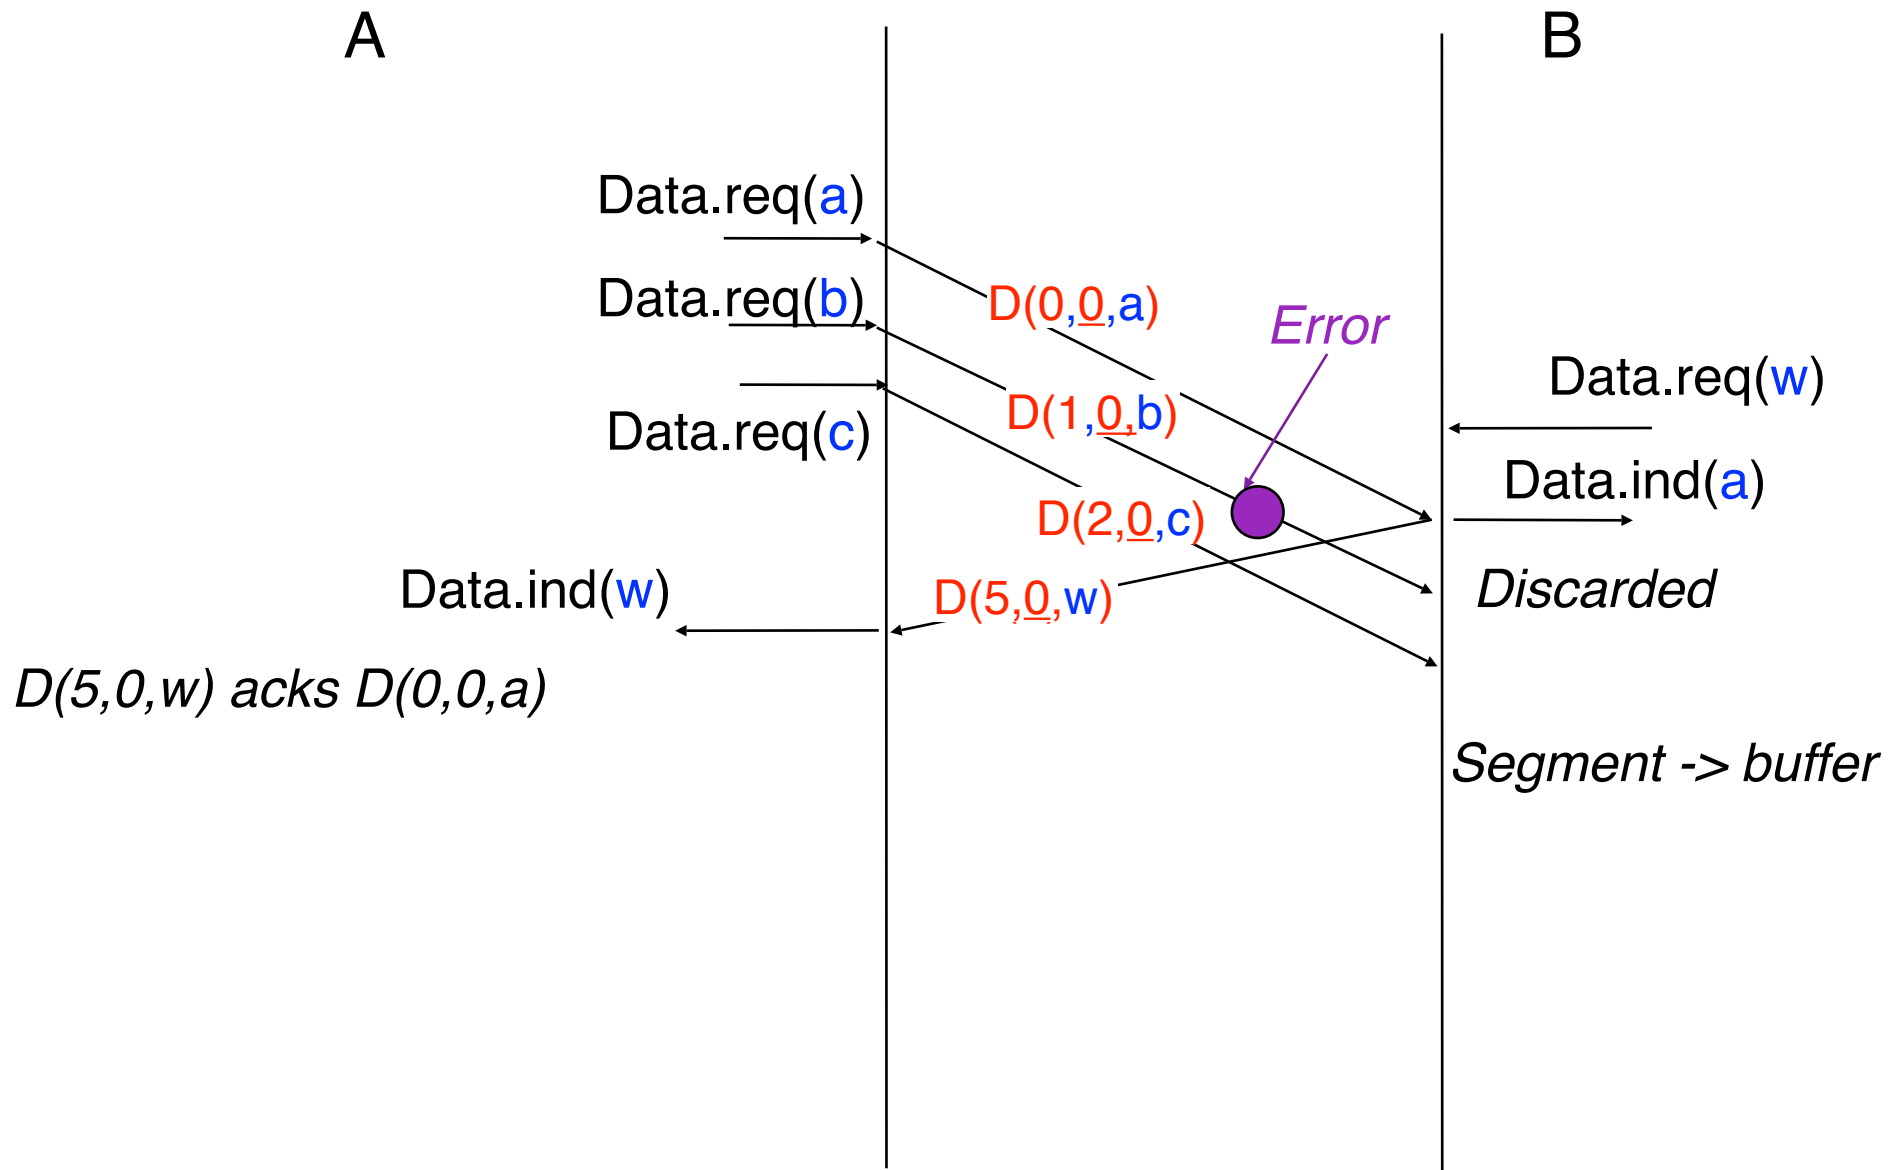 A
B
Data.req(a)
Data.req(b)
D(0,0,a)
Error
Data.req(w)
D(1,0,b)
Data.req(c)
Data.ind(a)
D(2,0,c)
Data.ind(w)
D(5,0,w)
Discarded
D(5,0,w) acks D(0,0,a)
Segment -> buffer